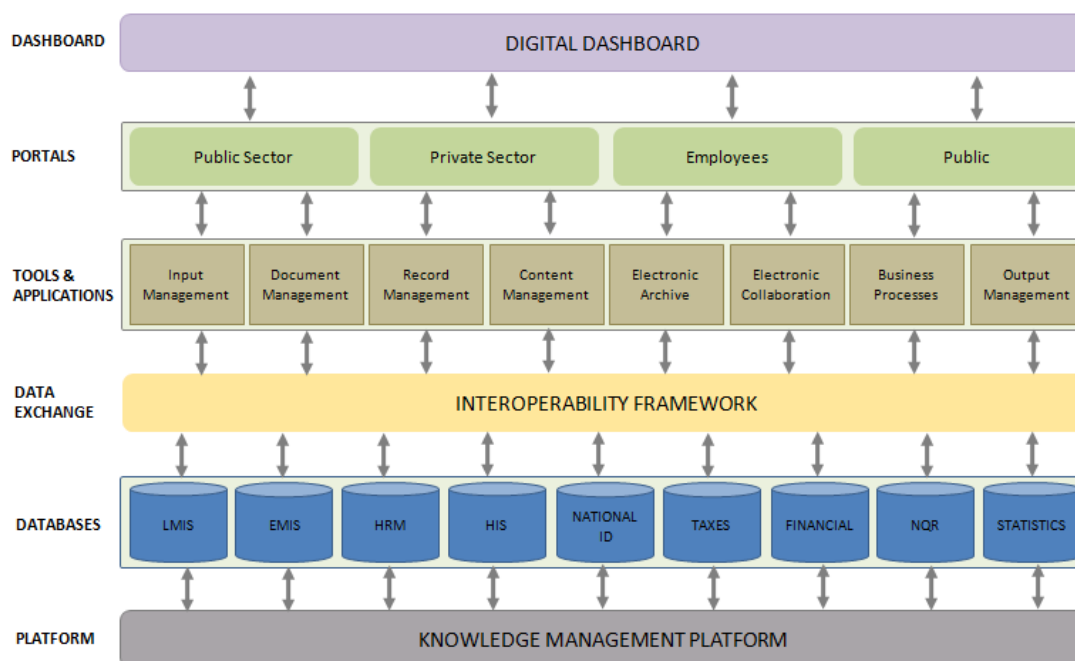 DASHBOARD
DIGITAL DASHBOARD
PORTALS
Public Sector
Private Sector
Employees
Public
TOOLS &
APPLICATIONS
Input
Management
Document
Management
Record
Management
Content
Management
Electronic
Archive
Electronic
Collaboration
Business
Processes
Output
Management
DATA
EXCHANGE
INTEROPERABILITY FRAMEWORK
DATABASES
LMIS
EMIS
HRM
HIS
NATIONAL
ID
TAXES
FINANCIAL
NQR
STATISTICS
PLATFORM
KNOWLEDGE MANAGEMENT PLATFORM